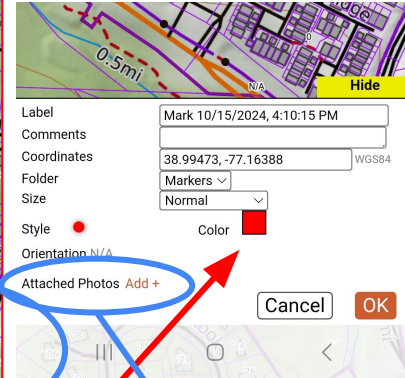 0
0.5mi
N/A
Hide
Label Mark 10/15/2024, 4:10:15 PM
Comments
Coordinates 38.99473, -77.16388 WGS84
Folder Markers
Size Normal
Style Color
Orientation N/A
Attached Photos Add +
Cancel OK